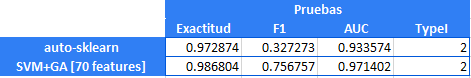 Pruebas
Exactitud F1 AUC TypeI
auto-sklearn 0.972874 0.327273 0.933574 2
SVM+GA [70 features] 0.986804 0.756757 0.971402 2